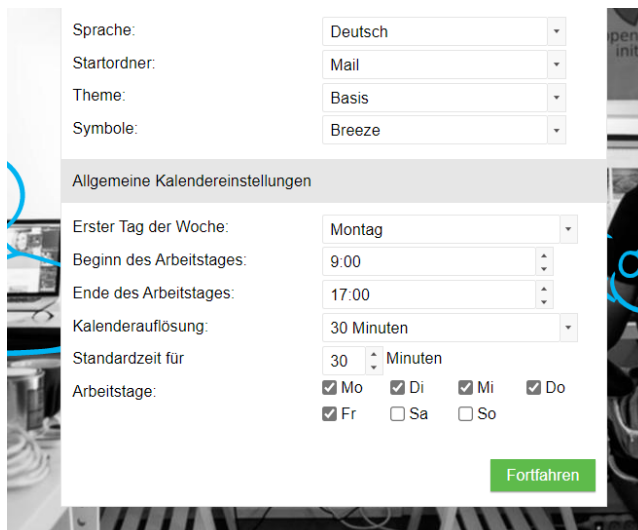 Sprache: Deutsch
Startordner: Mail
Theme: Basis
Symbole: Breeze
Allgemeine Kalendereinstellungen
Erster Tag der Woche: Montag
Beginn des Arbeitstages: 9:00
Ende des Arbeitstages: 17:00
Kalenderauflösung: 30 Minuten
Standardzeit für 30 Minuten
Arbeitstage: Mo Di Mi Do
Fr Sa So
Fortfahren